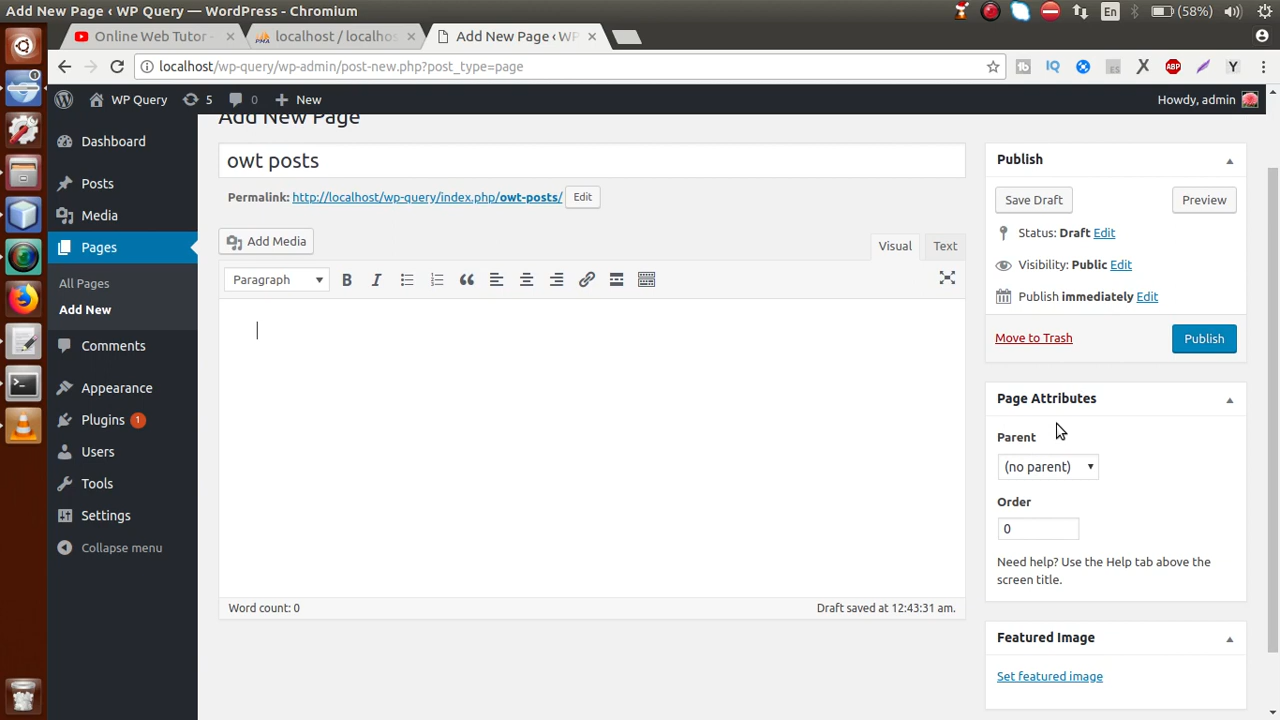 Add New Page ‹ WP Query — WordPress - Chromium
En
(58%)
Online Web Tutor -
localhost / localhos
Add New Page ‹ WP Q
localhost/wp-query/wp-admin/post-new.php?post_type=page
WP Query
5
0
New
Howdy, admin
Dashboard
Posts
Media
Pages
All Pages
Add New
Comments
Appearance
Plugins 1
Users
Tools
Settings
Collapse menu
Add New Page
owt posts
Permalink: http://localhost/wp-query/index.php/owt-posts/ Edit
Add Media
Visual
Text
Paragraph
B
I
Word count: 0
Draft saved at 12:43:31 am.
Publish
Save Draft
Preview
Status: Draft Edit
Visibility: Public Edit
Publish immediately Edit
Move to Trash
Publish
Page Attributes
Parent
(no parent)
Order
0
Need help? Use the Help tab above the
screen title.
Featured Image
Set featured image